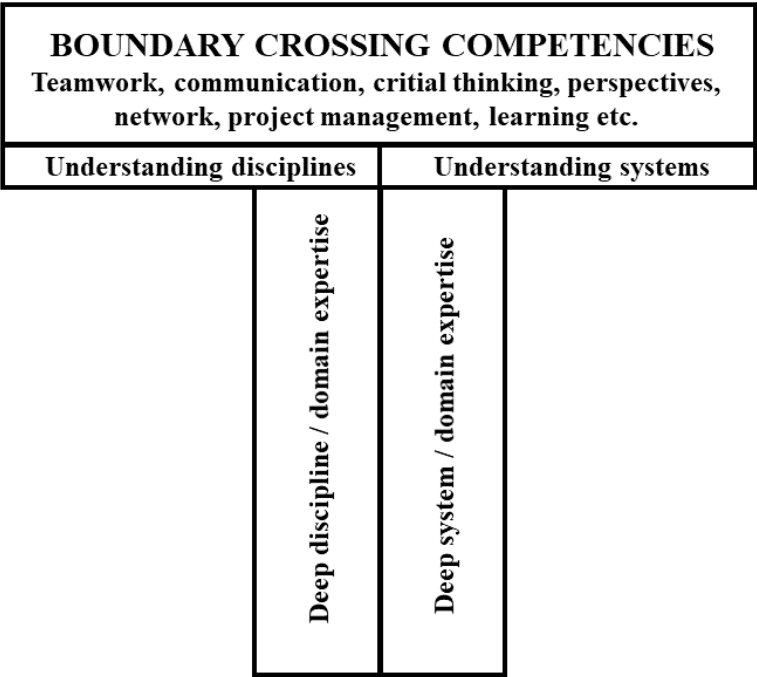 BOUNDARY CROSSING COMPETENCIES
Teamwork, communication, critial thinking, perspectives,
network, project management, learning etc.
Understanding disciplines
Understanding systems
Deep discipline / domain expertise
Deep system / domain expertise